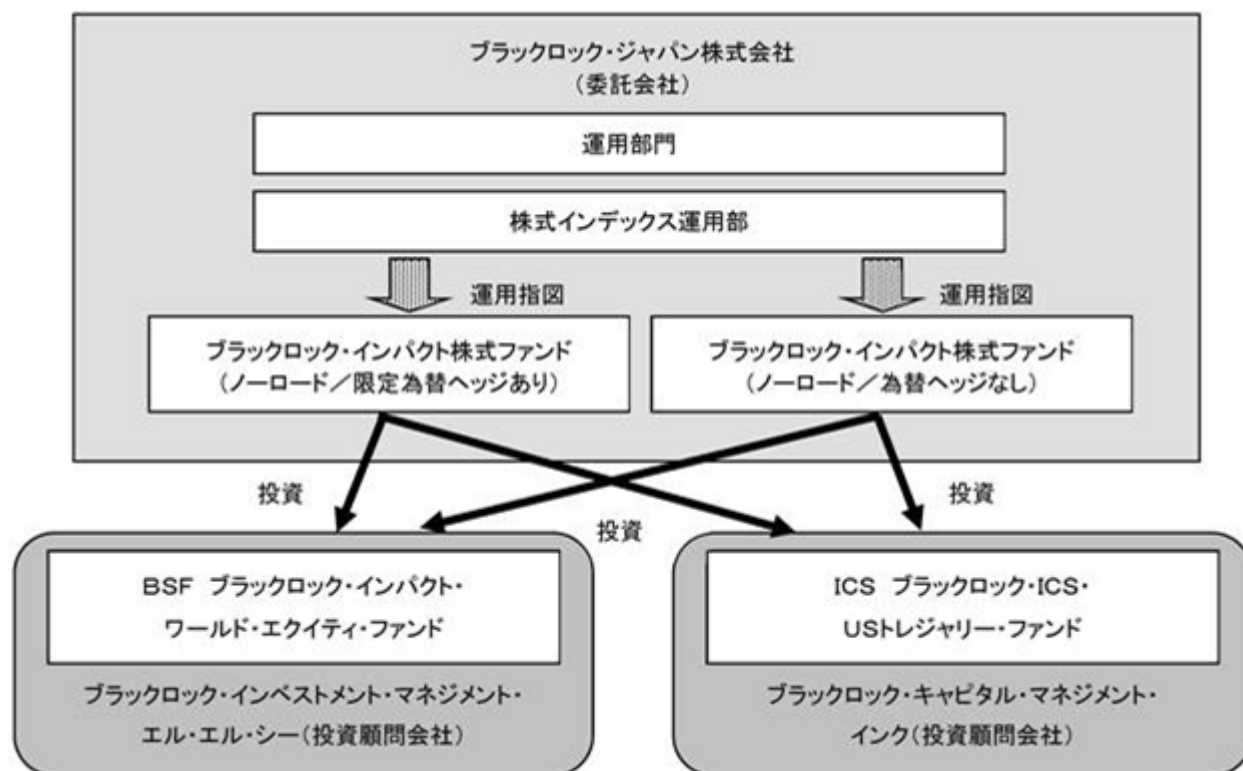 ブラックロック・ジャパン株式会社
（委託会社）
運用部門
株式インデックス運用部
運用指図
運用指図
ブラックロック・インパクト株式ファンド
（ノーロード／限定為替ヘッジあり）
ブラックロック・インパクト株式ファンド
（ノーロード／為替ヘッジなし）
投資
投資
投資
ＢＳＦ ブラックロック・インパクト・
ワールド・エクイティ・ファンド
ブラックロック・インベストメント・マネジメント・
エル・エル・シー（投資顧問会社）
ＩＣＳ ブラックロック・ＩＣＳ・
ＵＳトレジャリー・ファンド
ブラックロック・キャピタル・マネジメント・
インク（投資顧問会社）